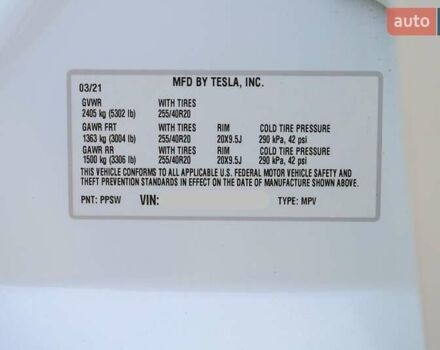 auto
MFD BY TESLA, INC.
03/21
GVWR WITH TIRES
2405 kg (5302 lb) 255/40R20
GAWR FRT WITH TIRES RIM COLD TIRE PRESSURE
1363 kg (3004 lb) 255/40R20 20X9.5J 290 kPa, 42 psi
GAWR RR WITH TIRES RIM COLD TIRE PRESSURE
1500 kg (3306 lb) 255/40R20 20X9.5J 290 kPa, 42 psi
THIS VEHICLE CONFORMS TO ALL APPLICABLE U.S. FEDERAL MOTOR VEHICLE SAFETY AND
THEFT PREVENTION STANDARDS IN EFFECT ON THE DATE OF MANUFACTURE SHOWN ABOVE.
PNT: PPSW VIN: TYPE: MPV